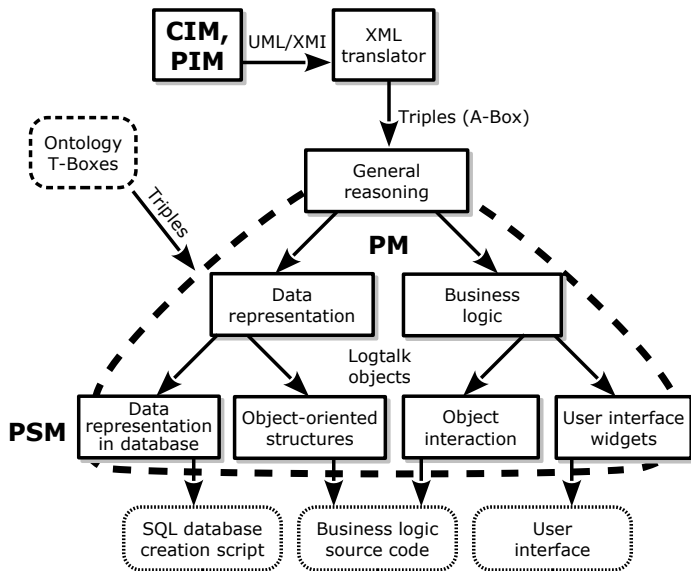 CIM,
PIM
UML/XMI
XML
translator
Triples (A-Box)
Ontology
T-Boxes
Triples
General
reasoning
PM
Data
representation
Business
logic
Logtalk
objects
PSM
Data
representation
in database
Object-oriented
structures
Object
interaction
User interface
widgets
SQL database
creation script
Business logic
source code
User
interface